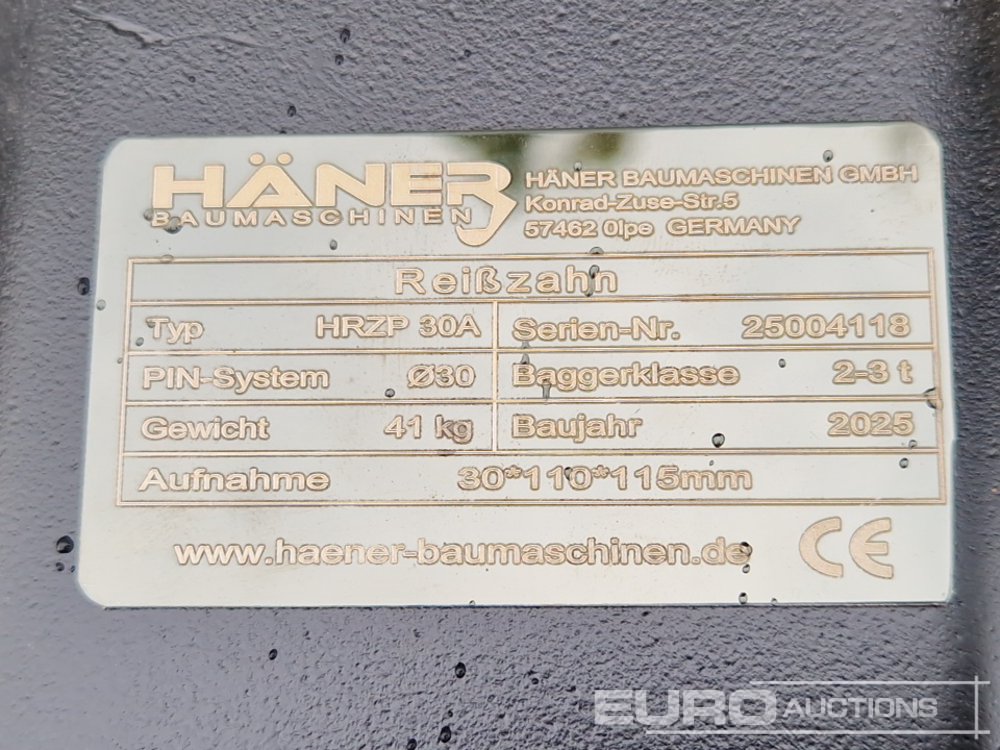 HÄNER
BAUMASCHINEN
HÄNER BAUMASCHINEN GMBH
Konrad-Zuse-Str.5
57462 Olpe GERMANY
Reißzahn
Typ HRZP 30A Serien-Nr. 25004118
PIN-System Ø30 Baggerklasse 2-3 t
Gewicht 41 kg Baujahr 2025
Aufnahme 30*110*115mm
www.haener-baumaschinen.de CE
EURO AUCTIONS